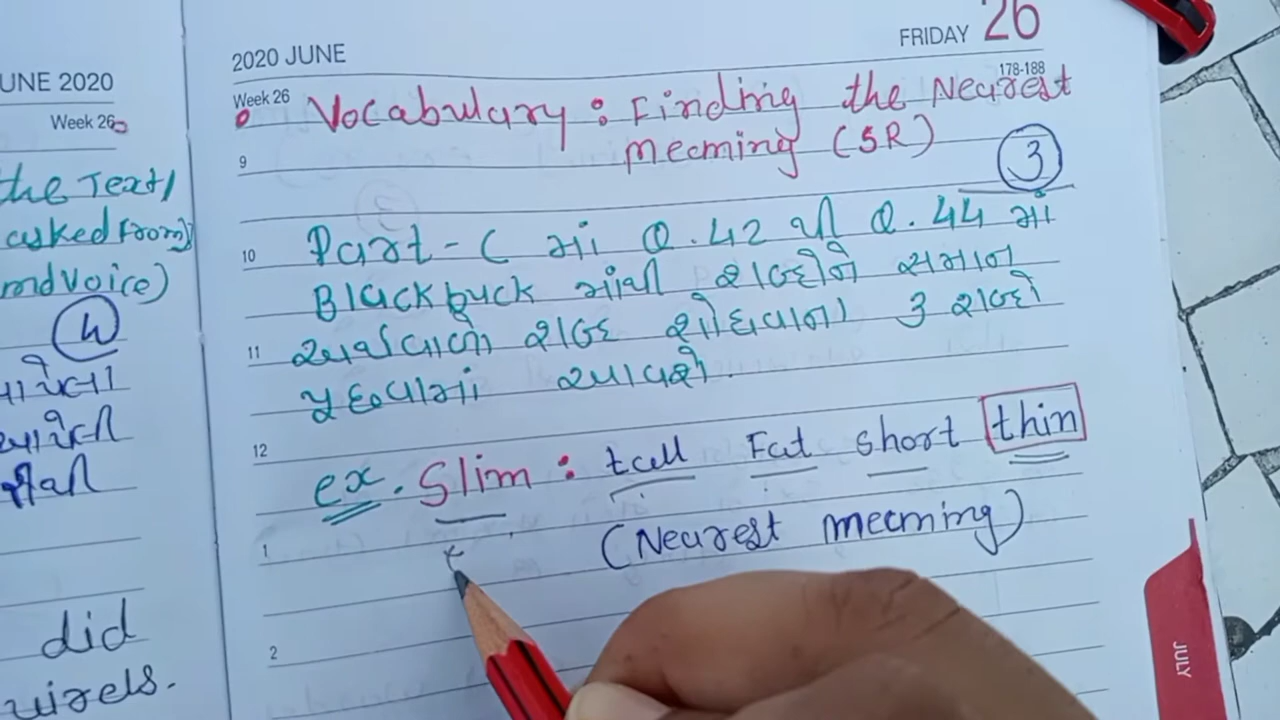 UNE 2020
Week 26
the Text/
asked From)
and Voice)
did
uirels.
2020 JUNE
FRIDAY 26
Week 26
178-188
Vocabulary : Finding the Nearest
meaning (SR)
3
9
10
Part-C માં Q.42 થી Q.44 માં
Blackbuck માંથી શબ્દોને સમાન
11
અર્થવાળો શબ્દ શોધવાના 3 શબ્દો
પુછવામાં આવશે.
12
ex. Slim : tall Fat short thin
1
(Nearest meaning)
2
JULY